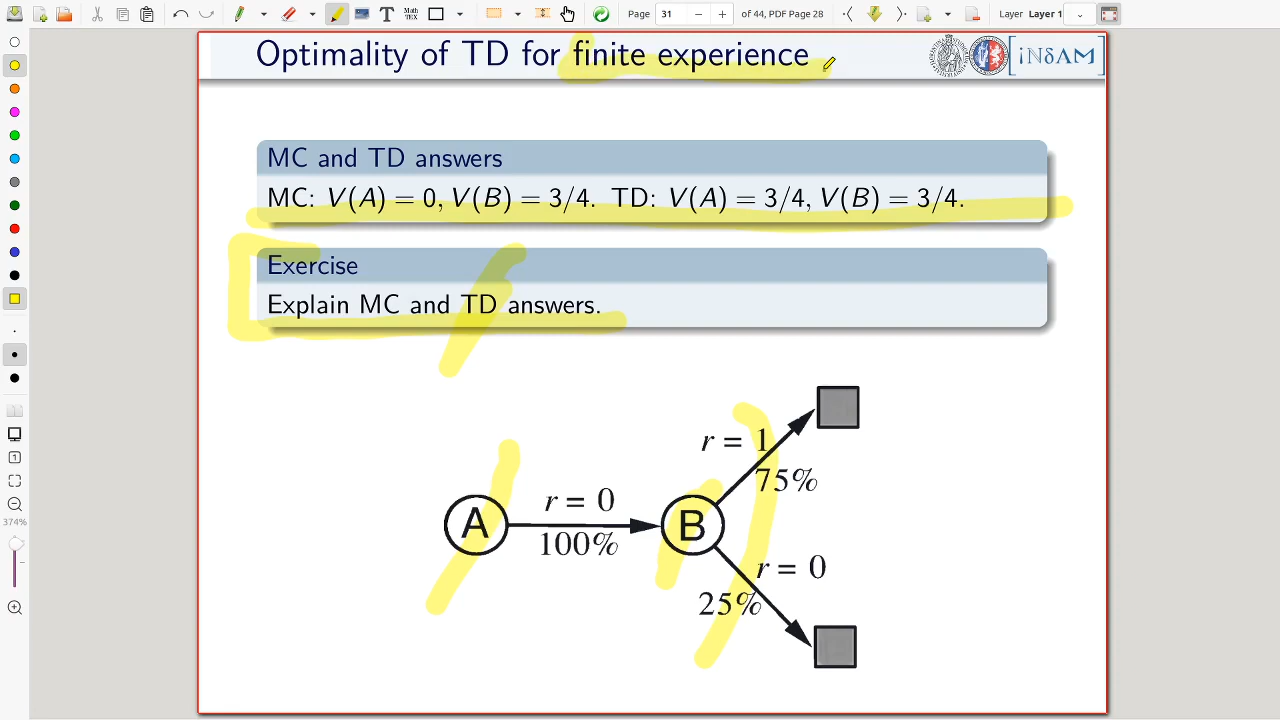 Page 31 of 44, PDF Page 28 Layer Layer 1
Math
TEX
Optimality of TD for finite experience
[iNδAM]
MC and TD answers
MC: V(A) = 0, V(B) = 3/4. TD: V(A) = 3/4, V(B) = 3/4.
Exercise
Explain MC and TD answers.
374%
r = 1
75%
A
r = 0
100%
B
r = 0
25%